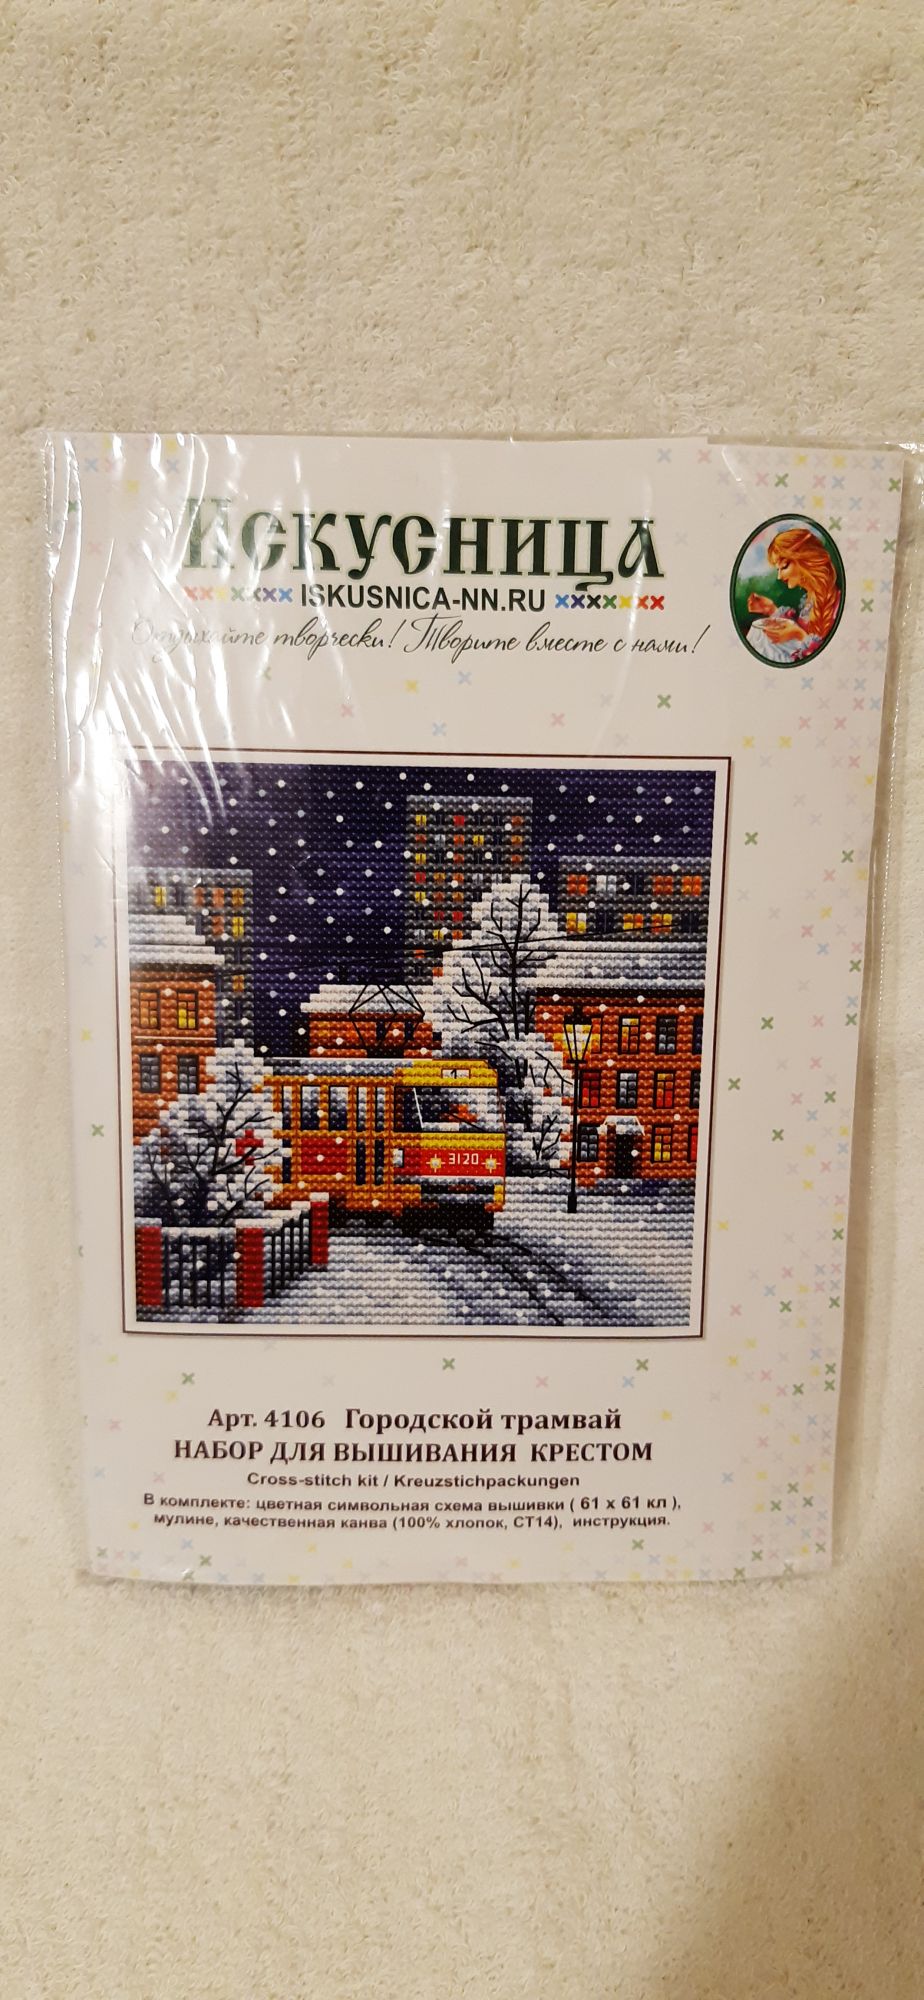 Искусница
ISKUSNICA-NN.RU
Отдыхайте творчески! Творите вместе с нами!
1
3120
Арт. 4106 Городской трамвай
НАБОР ДЛЯ ВЫШИВАНИЯ КРЕСТОМ
Cross-stitch kit / Kreuzstichpackungen
В комплекте: цветная символьная схема вышивки ( 61 х 61 кл ),
мулине, качественная канва (100% хлопок, СТ14), инструкция.